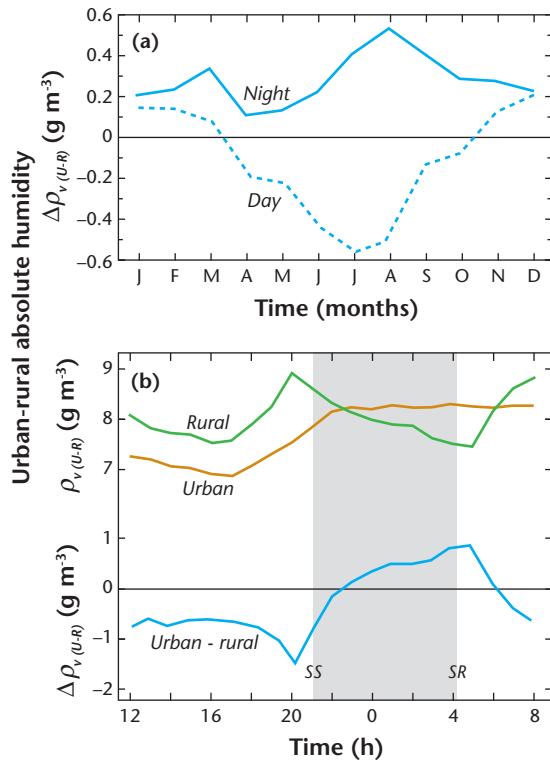 Urban-rural absolute humidity
(a)
Δρv (U-R) (g m-3)
0.6
0.4
0.2
0
−0.2
−0.4
−0.6
Night
Day
J F M A M J J A S O N D
Time (months)
(b)
ρv (U-R) (g m-3)
9
8
7
Rural
Urban
Δρv (U-R) (g m-3)
1
0
−1
−2
Urban - rural
SS SR
12 16 20 0 4 8
Time (h)